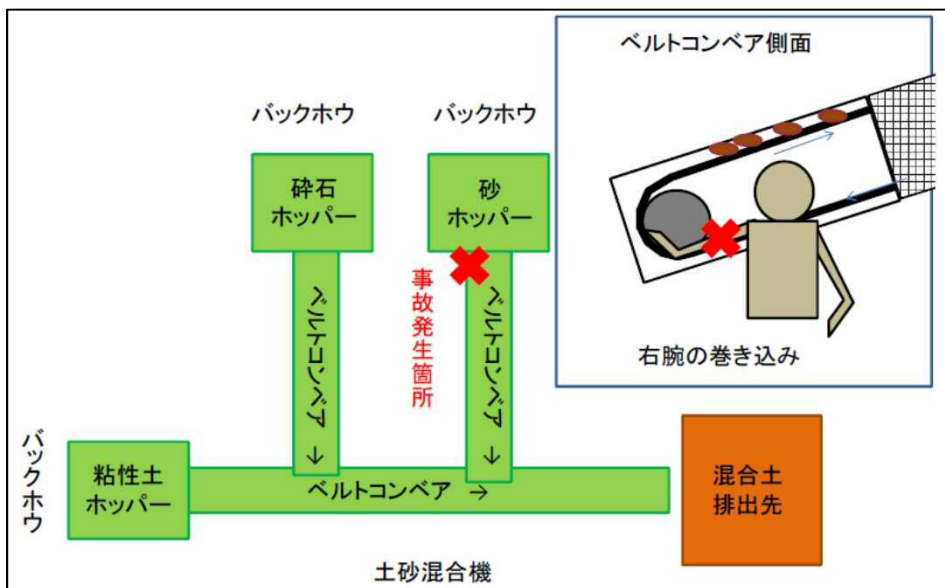 ベルトコンベア側面
右腕の巻き込み
バックホウ
バックホウ
砕石
ホッパー
砂
ホッパー
事故発生箇所
ベルトコンベア→
ベルトコンベア→
バックホウ
粘性土
ホッパー
ベルトコンベア →
混合土
排出先
土砂混合機